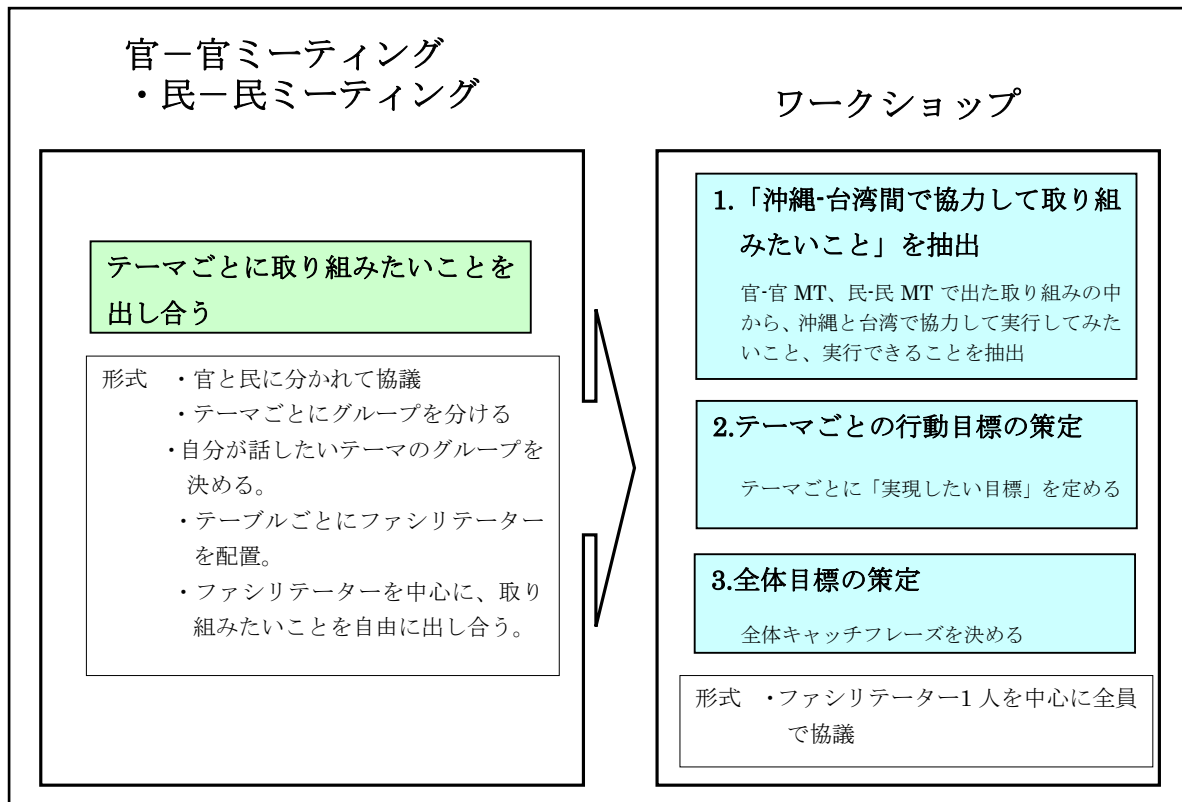 官－官ミーティング
・民－民ミーティング
テーマごとに取り組みたいことを
出し合う
形式　・官と民に分かれて協議
・テーマごとにグループを分ける
・自分が話したいテーマのグループを
決める。
・テーブルごとにファシリテーター
を配置。
・ファシリテーターを中心に、取り
組みたいことを自由に出し合う。
ワークショップ
1.「沖縄-台湾間で協力して取り組
みたいこと」を抽出
官-官 MT、民-民 MT で出た取り組みの中
から、沖縄と台湾で協力して実行してみた
いこと、実行できることを抽出
2.テーマごとの行動目標の策定
テーマごとに「実現したい目標」を定める
3.全体目標の策定
全体キャッチフレーズを決める
形式　・ファシリテーター1 人を中心に全員
で協議